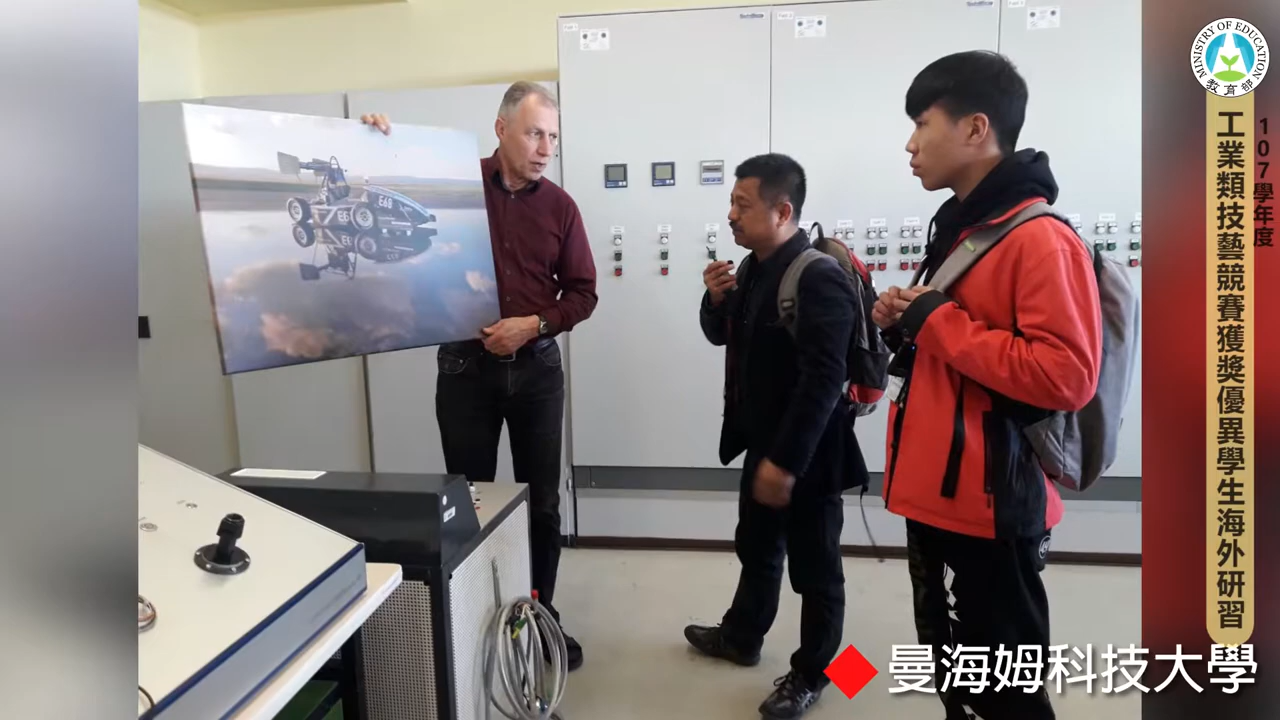 MINISTRY OF EDUCATION
教育部
107學年度
工業類技藝競賽獲獎優異學生海外研習
曼海姆科技大學
E68